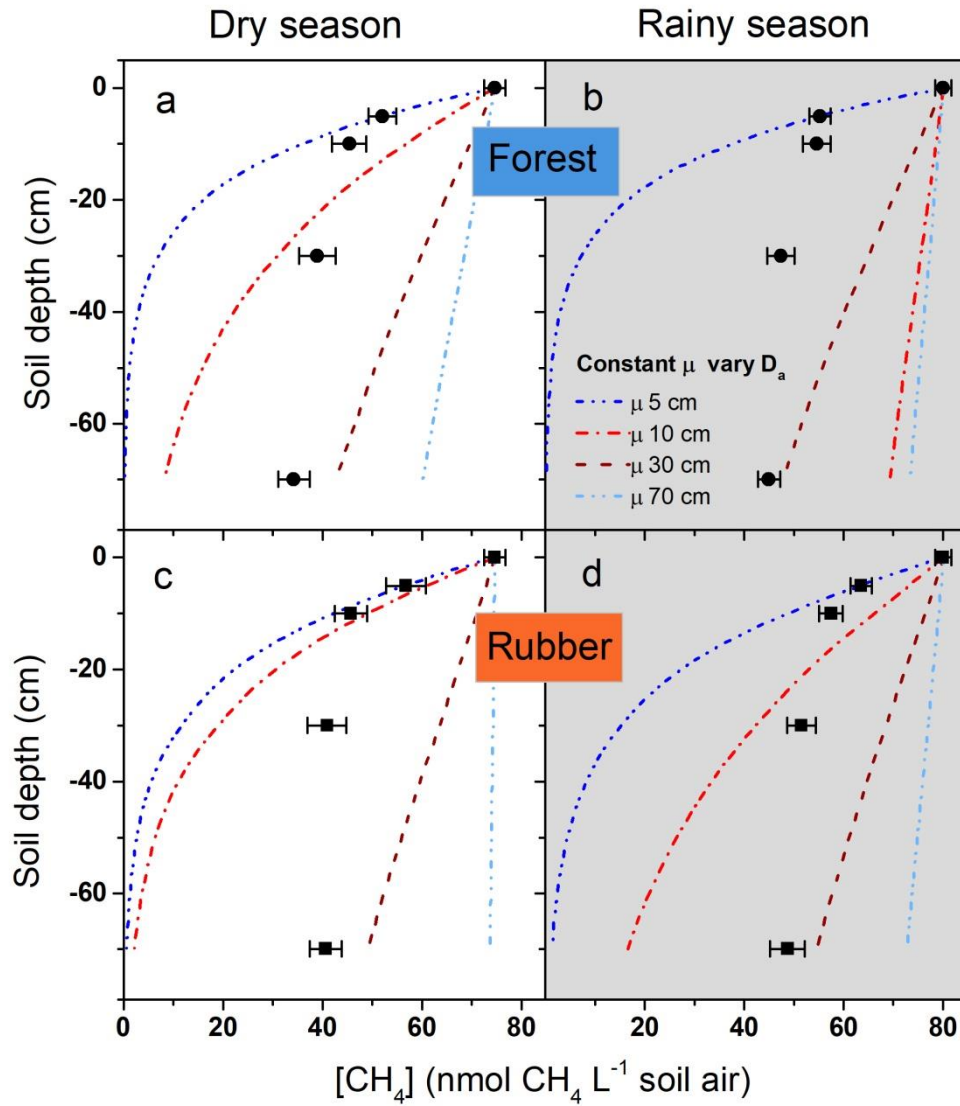 Dry season
Rainy season
a
b
Forest
0
-20
-40
-60
Soil depth (cm)
Constant μ vary Dₐ
μ 5 cm
μ 10 cm
μ 30 cm
μ 70 cm
c
d
Rubber
0
-20
-40
-60
Soil depth (cm)
0 20 40 60 80 20 40 60 80
[CH₄] (nmol CH₄ L⁻¹ soil air)